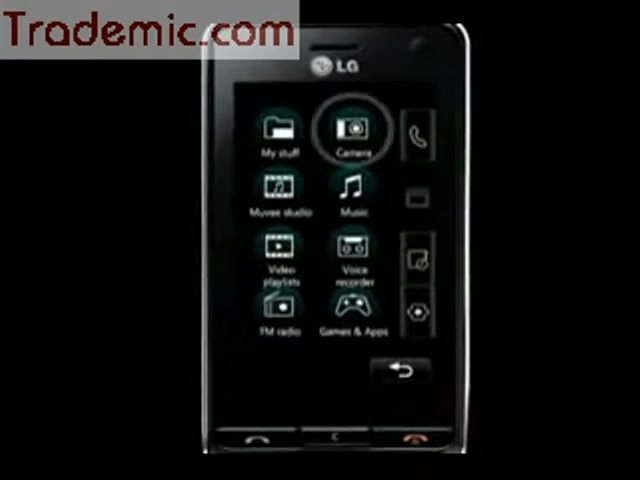 Trademic.com
LG
My stuff
Camera
Muvee studio
Music
Video playlists
Voice recorder
FM radio
Games & Apps
C